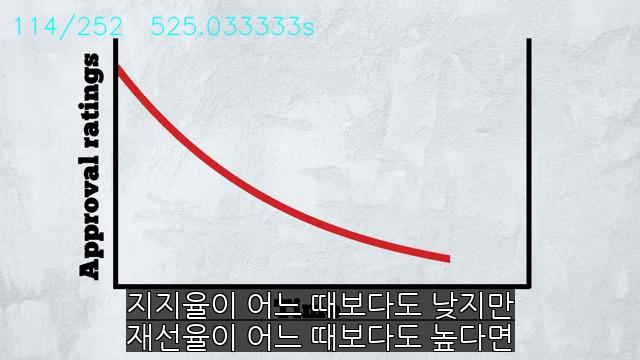 114/252 525.033333s
Approval ratings
지지율이 어느 때보다도 낮지만
재선율이 어느 때보다도 높다면